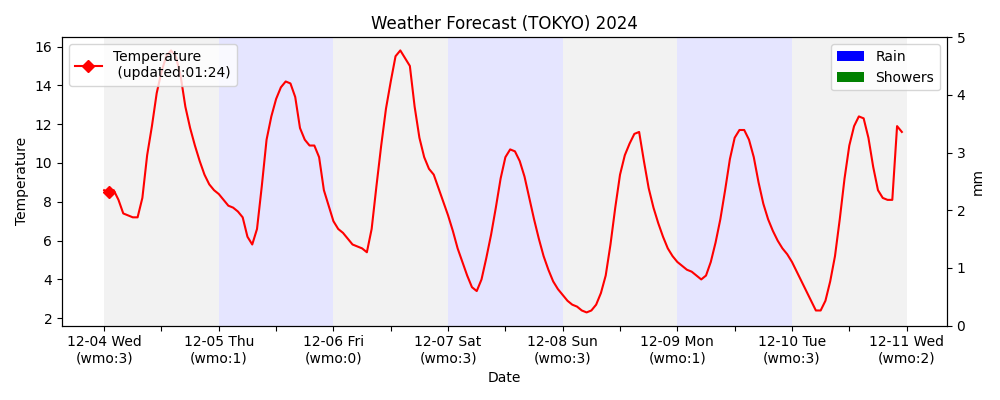 Weather Forecast (TOKYO) 2024
Temperature
(updated:01:24)
Rain
Showers
16
14
12
10
8
6
4
2
Temperature
5
4
3
2
1
0
mm
12-04 Wed 12-05 Thu 12-06 Fri 12-07 Sat 12-08 Sun 12-09 Mon 12-10 Tue 12-11 Wed
(wmo:3) (wmo:1) (wmo:0) (wmo:3) (wmo:3) (wmo:1) (wmo:3) (wmo:2)
Date